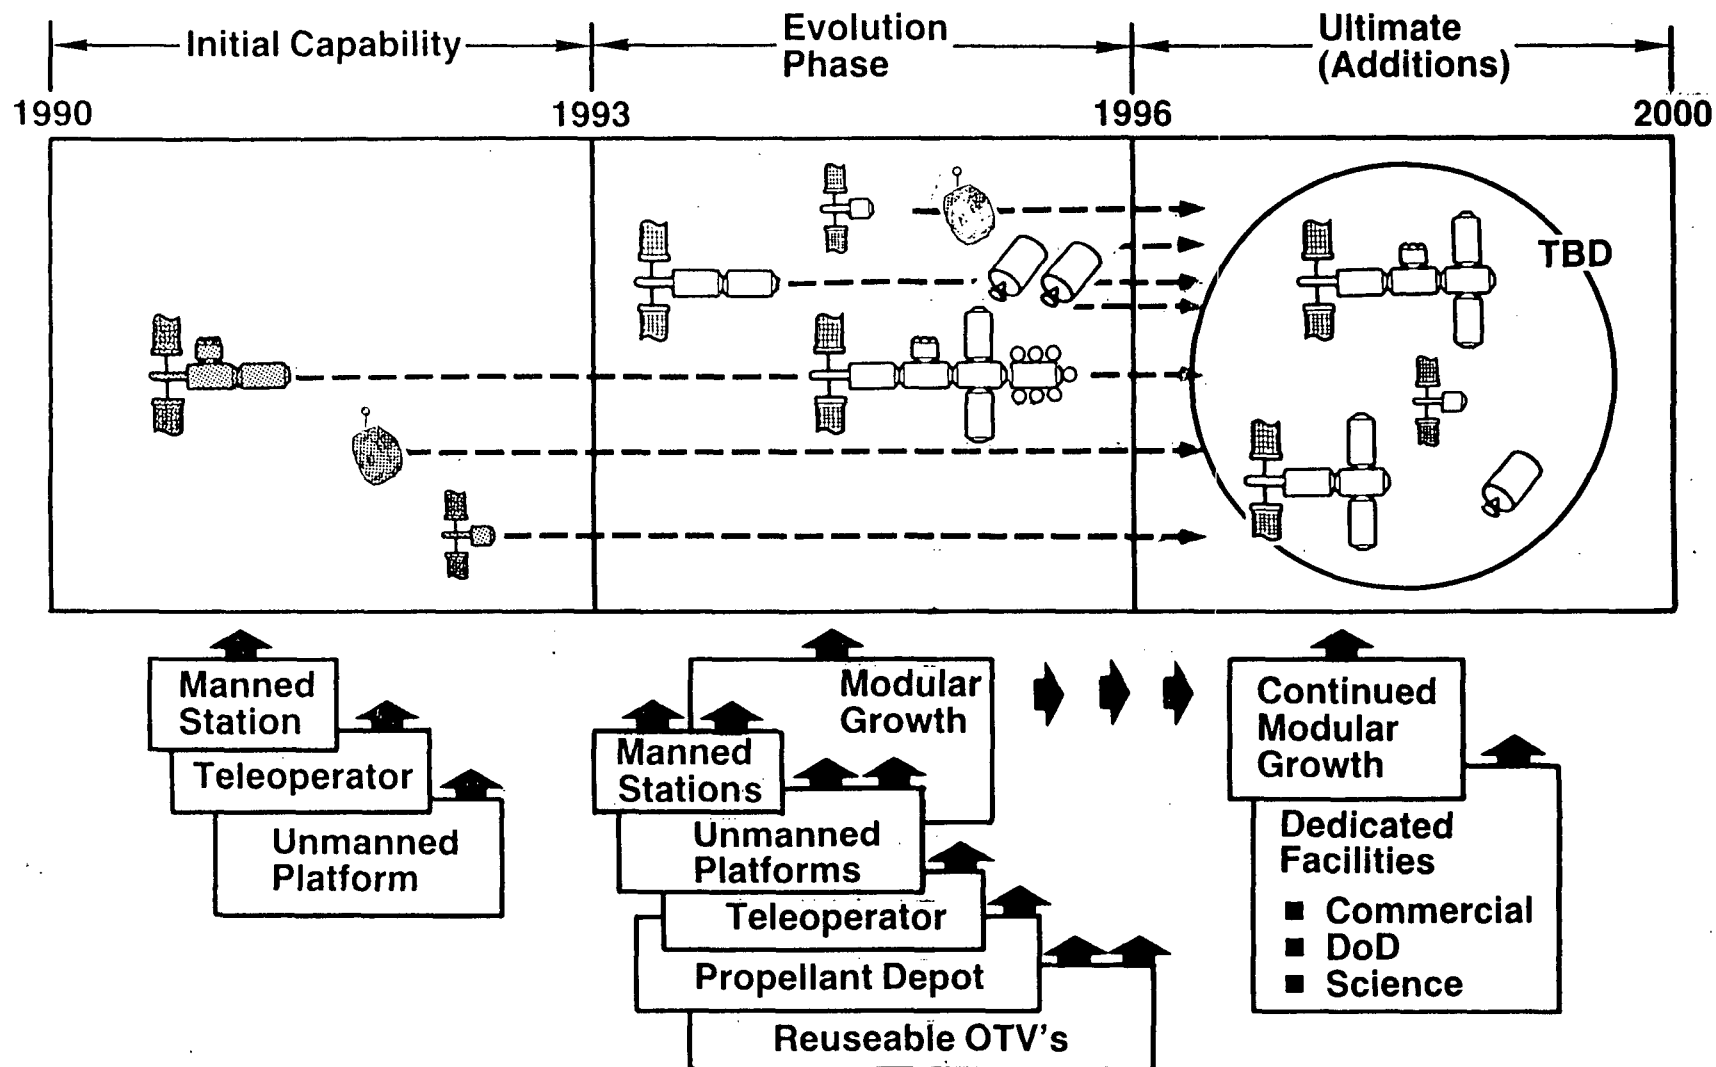 Initial Capability
Evolution
Phase
Ultimate
(Additions)
1990
1993
1996
2000
TBD
Manned
Station
Teleoperator
Unmanned
Platform
Modular
Growth
Manned
Stations
Unmanned
Platforms
Teleoperator
Propellant Depot
Reuseable OTV's
Continued
Modular
Growth
Dedicated
Facilities
■ Commercial
■ DoD
■ Science